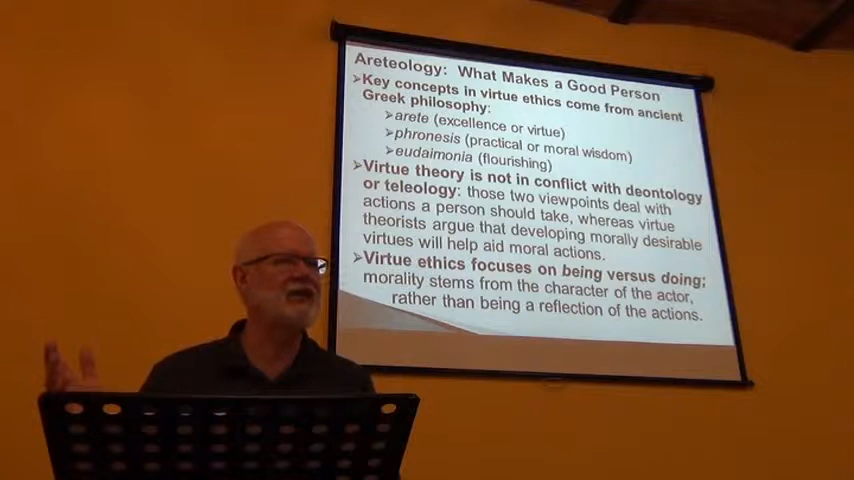 Areteology: What Makes a Good Person
➢Key concepts in virtue ethics come from ancient
Greek philosophy:
➢arete (excellence or virtue)
➢phronesis (practical or moral wisdom)
➢eudaimonia (flourishing)
➢Virtue theory is not in conflict with deontology
or teleology: those two viewpoints deal with
actions a person should take, whereas virtue
theorists argue that developing morally desirable
virtues will help aid moral actions.
➢Virtue ethics focuses on being versus doing;
morality stems from the character of the actor,
rather than being a reflection of the actions.